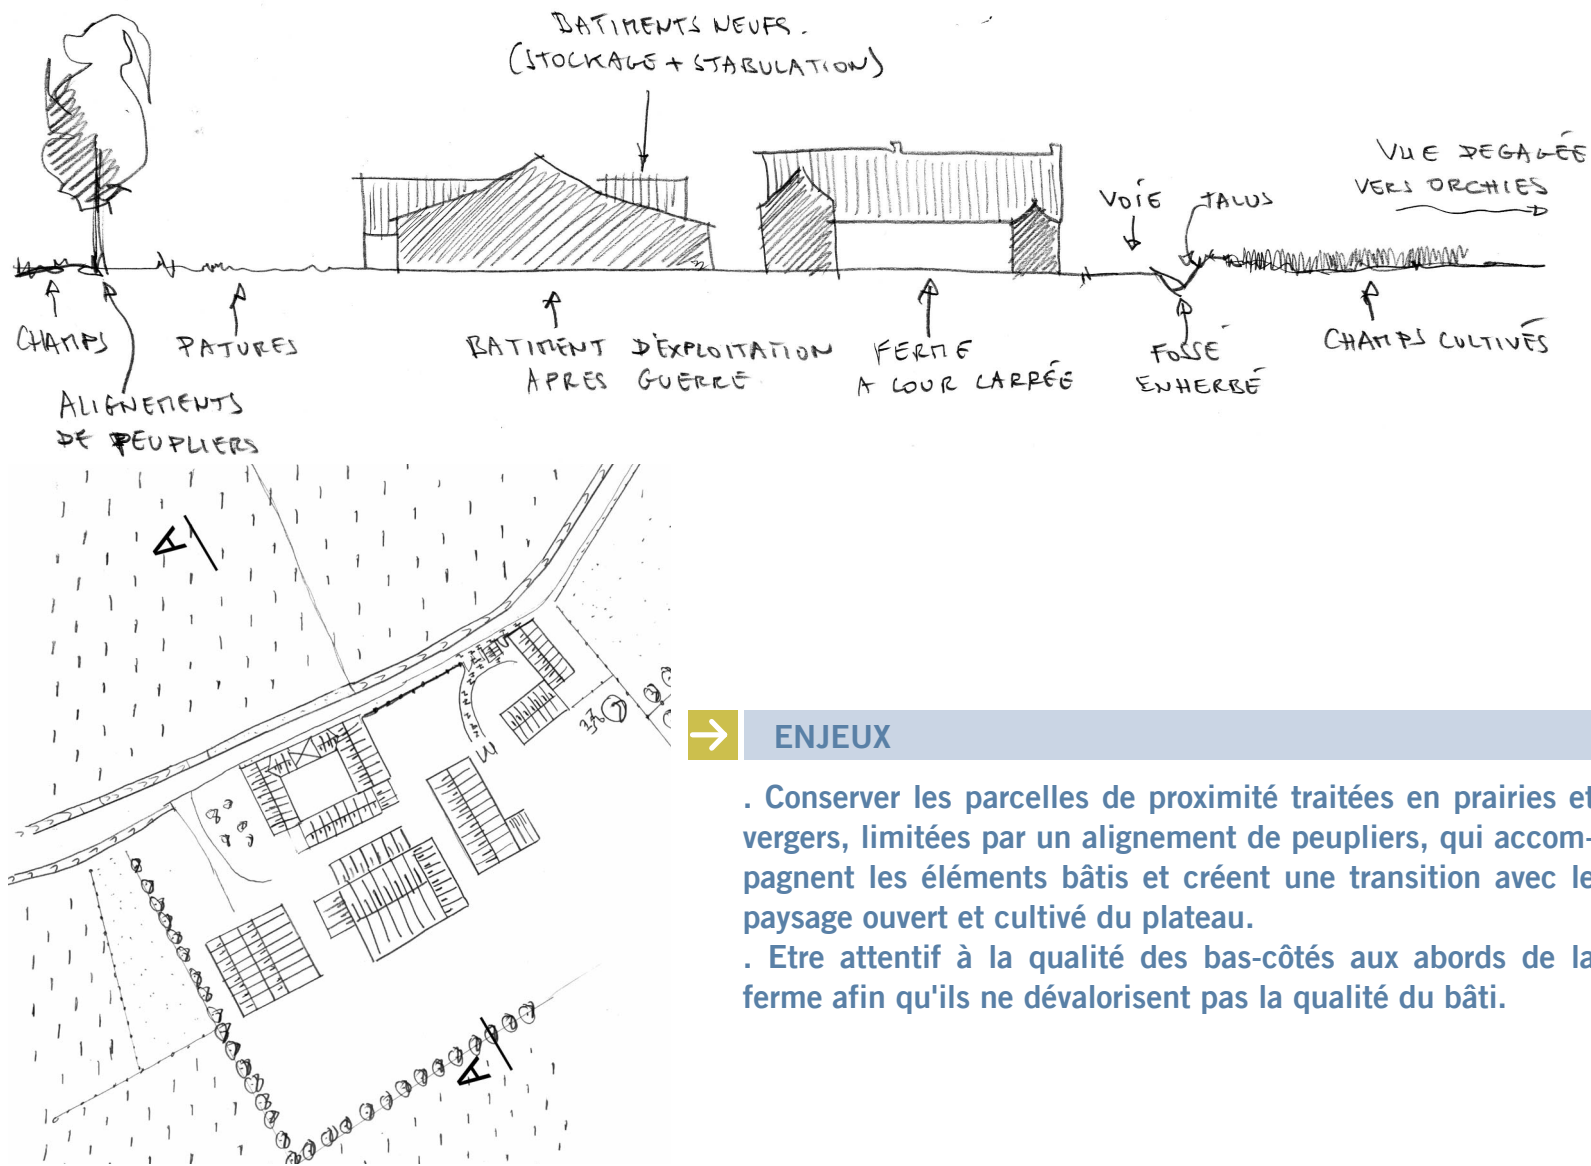 BATIMENTS NEUFS.
(STOCKAGE + STABULATION)
VUE DEGAGÉE
VERS ORCHIES
VOIE
TALUS
CHAMPS
PATURES
BATIMENT D'EXPLOITATION
APRES GUERRE
FERME
A COUR CARRÉE
FOSSÉ
ENHERBÉ
CHAMPS CULTIVÉS
ALIGNEMENTS
DE PEUPLIERS
A
A
ENJEUX
. Conserver les parcelles de proximité traitées en prairies et
vergers, limitées par un alignement de peupliers, qui accom-
pagnent les éléments bâtis et créent une transition avec le
paysage ouvert et cultivé du plateau.
. Etre attentif à la qualité des bas-côtés aux abords de la
ferme afin qu'ils ne dévalorisent pas la qualité du bâti.